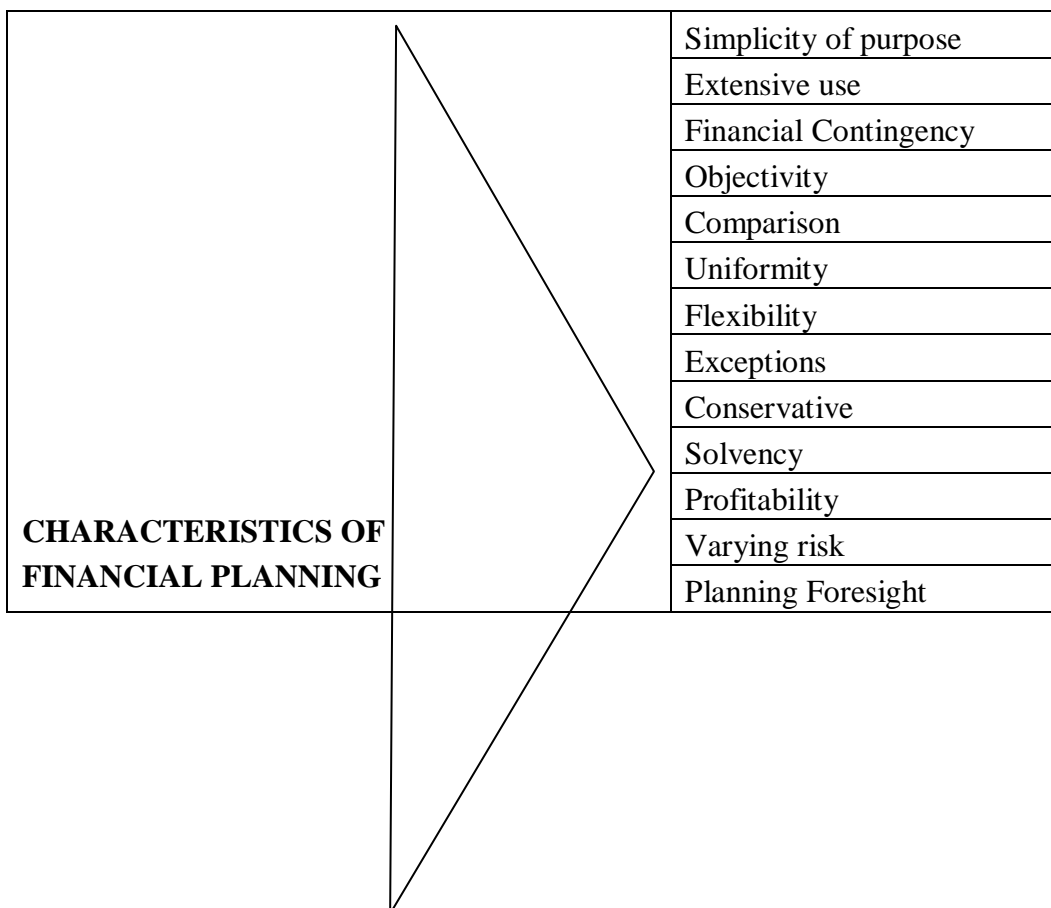 CHARACTERISTICS OF
FINANCIAL PLANNING
Simplicity of purpose
Extensive use
Financial Contingency
Objectivity
Comparison
Uniformity
Flexibility
Exceptions
Conservative
Solvency
Profitability
Varying risk
Planning Foresight